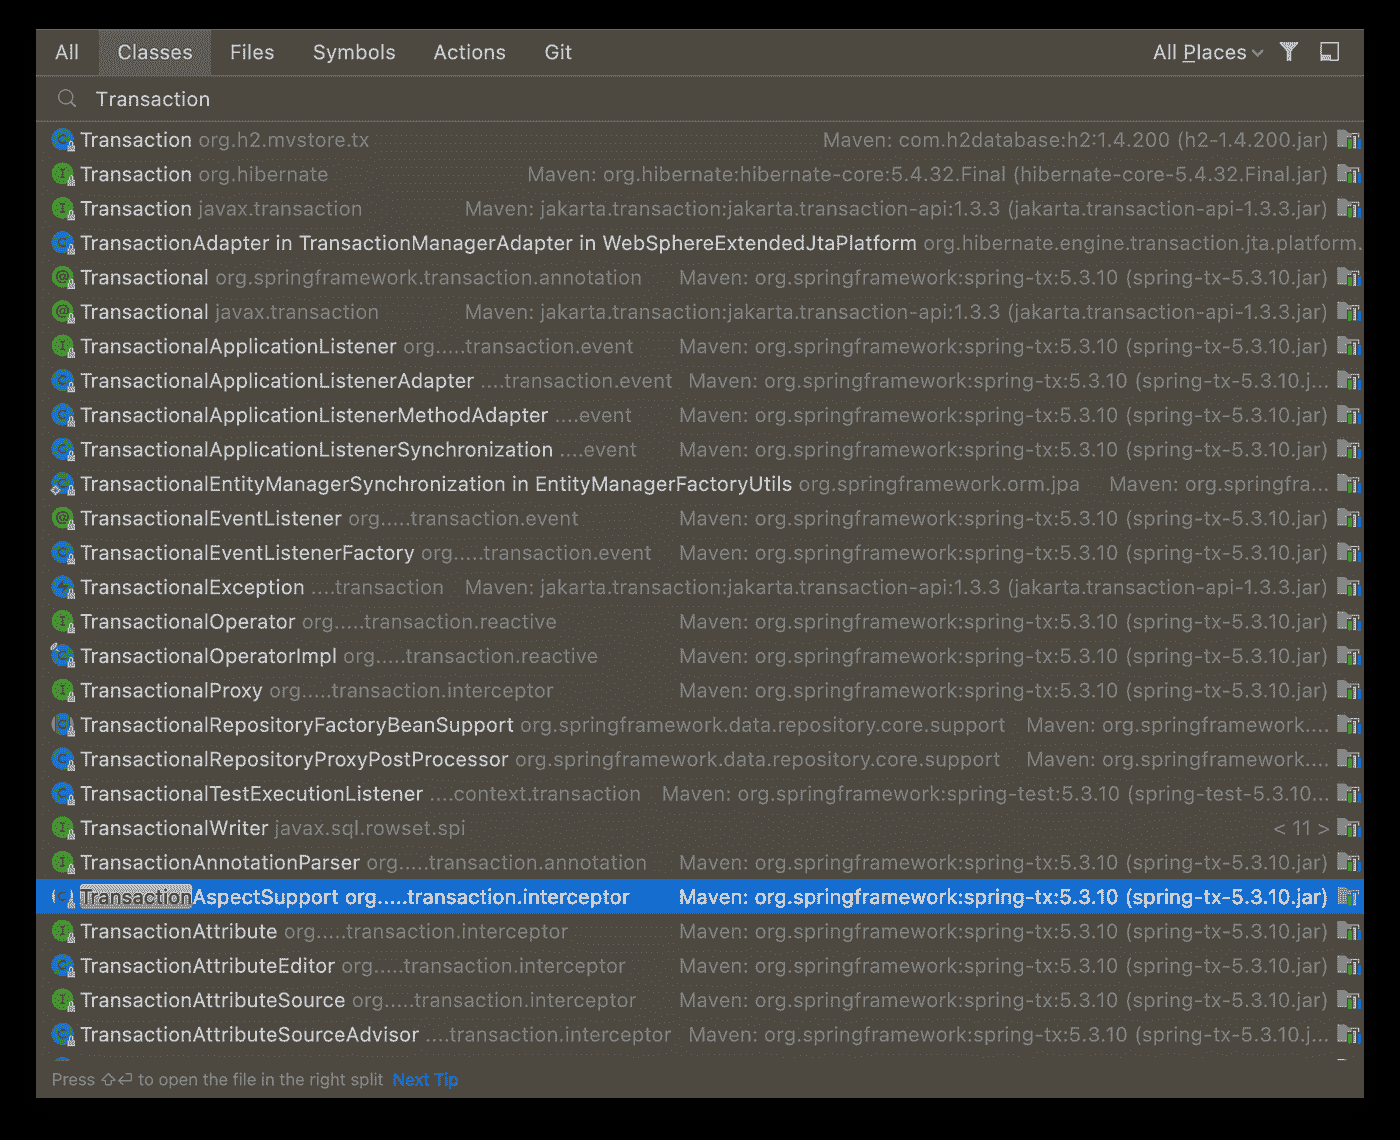 All Classes Files Symbols Actions Git All Places
Transaction
Transaction org.h2.mvstore.tx Maven: com.h2database:h2:1.4.200 (h2-1.4.200.jar)
Transaction org.hibernate Maven: org.hibernate:hibernate-core:5.4.32.Final (hibernate-core-5.4.32.Final.jar)
Transaction javax.transaction Maven: jakarta.transaction:jakarta.transaction-api:1.3.3 (jakarta.transaction-api-1.3.3.jar)
TransactionAdapter in TransactionManagerAdapter in WebSphereExtendedJtaPlatform org.hibernate.engine.transaction.jta.platform.
Transactional org.springframework.transaction.annotation Maven: org.springframework:spring-tx:5.3.10 (spring-tx-5.3.10.jar)
Transactional javax.transaction Maven: jakarta.transaction:jakarta.transaction-api:1.3.3 (jakarta.transaction-api-1.3.3.jar)
TransactionalApplicationListener org.....transaction.event Maven: org.springframework:spring-tx:5.3.10 (spring-tx-5.3.10.jar)
TransactionalApplicationListenerAdapter ....transaction.event Maven: org.springframework:spring-tx:5.3.10 (spring-tx-5.3.10.j...
TransactionalApplicationListenerMethodAdapter ....event Maven: org.springframework:spring-tx:5.3.10 (spring-tx-5.3.10.jar)
TransactionalApplicationListenerSynchronization ....event Maven: org.springframework:spring-tx:5.3.10 (spring-tx-5.3.10.jar)
TransactionalEntityManagerSynchronization in EntityManagerFactoryUtils org.springframework.orm.jpa Maven: org.springfra...
TransactionalEventListener org.....transaction.event Maven: org.springframework:spring-tx:5.3.10 (spring-tx-5.3.10.jar)
TransactionalEventListenerFactory org.....transaction.event Maven: org.springframework:spring-tx:5.3.10 (spring-tx-5.3.10.jar)
TransactionalException ....transaction Maven: jakarta.transaction:jakarta.transaction-api:1.3.3 (jakarta.transaction-api-1.3.3.jar)
TransactionalOperator org.....transaction.reactive Maven: org.springframework:spring-tx:5.3.10 (spring-tx-5.3.10.jar)
TransactionalOperatorImpl org.....transaction.reactive Maven: org.springframework:spring-tx:5.3.10 (spring-tx-5.3.10.jar)
TransactionalProxy org.....transaction.interceptor Maven: org.springframework:spring-tx:5.3.10 (spring-tx-5.3.10.jar)
TransactionalRepositoryFactoryBeanSupport org.springframework.data.repository.core.support Maven: org.springframework....
TransactionalRepositoryProxyPostProcessor org.springframework.data.repository.core.support Maven: org.springframework....
TransactionalTestExecutionListener ....context.transaction Maven: org.springframework:spring-test:5.3.10 (spring-test-5.3.10...
TransactionalWriter javax.sql.rowset.spi < 11 >
TransactionAnnotationParser org.....transaction.annotation Maven: org.springframework:spring-tx:5.3.10 (spring-tx-5.3.10.jar)
TransactionAspectSupport org.....transaction.interceptor Maven: org.springframework:spring-tx:5.3.10 (spring-tx-5.3.10.jar)
TransactionAttribute org.....transaction.interceptor Maven: org.springframework:spring-tx:5.3.10 (spring-tx-5.3.10.jar)
TransactionAttributeEditor org.....transaction.interceptor Maven: org.springframework:spring-tx:5.3.10 (spring-tx-5.3.10.jar)
TransactionAttributeSource org.....transaction.interceptor Maven: org.springframework:spring-tx:5.3.10 (spring-tx-5.3.10.jar)
TransactionAttributeSourceAdvisor ....transaction.interceptor Maven: org.springframework:spring-tx:5.3.10 (spring-tx-5.3.10.j...
Press ⇧⏎ to open the file in the right split Next Tip